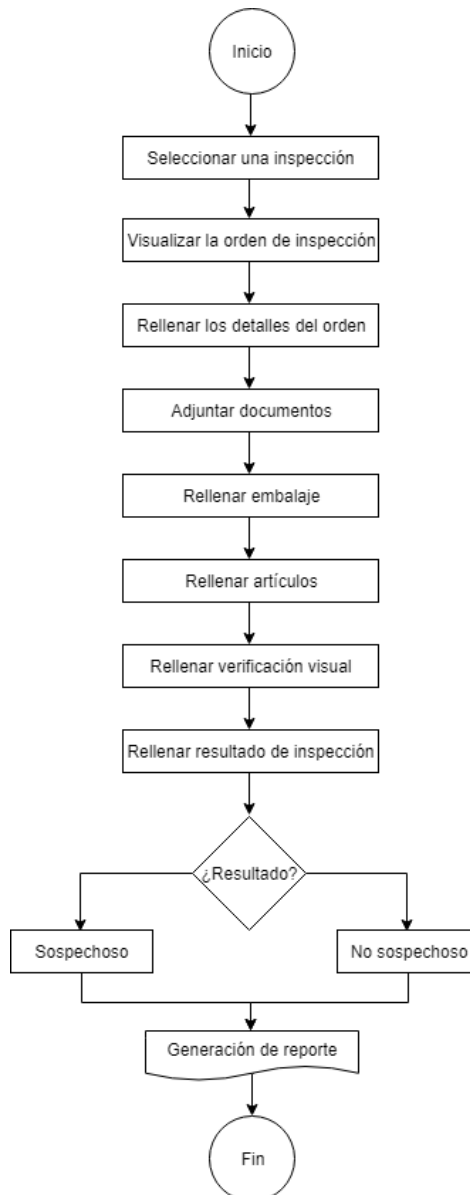 Inicio
Seleccionar una inspección
Visualizar la orden de inspección
Rellenar los detalles del orden
Adjuntar documentos
Rellenar embalaje
Rellenar artículos
Rellenar verificación visual
Rellenar resultado de inspección
¿Resultado?
Sospechoso
No sospechoso
Generación de reporte
Fin